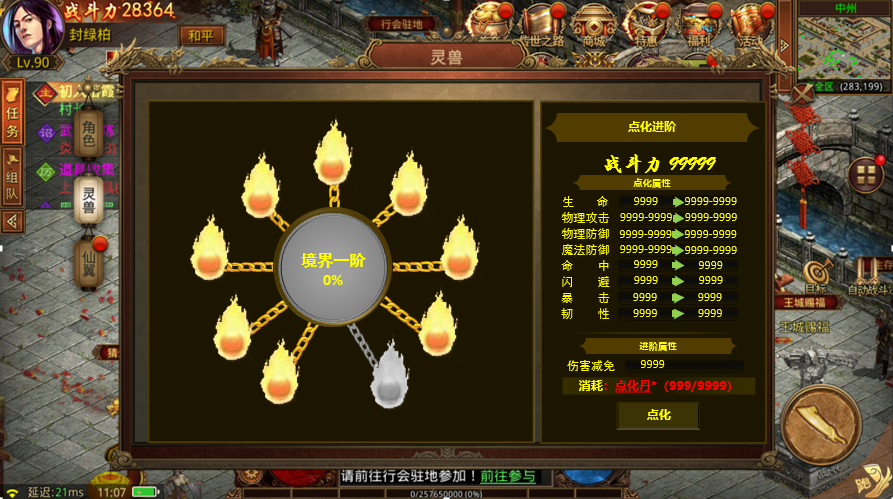 战斗力28364
封绿柏
和平
Lv.90
行会驻地
传世之路
商城
特惠
福利
活动
中州
全区 (283,199)
灵兽
任务
组队
角色
灵兽
仙翼
境界一阶
0%
点化进阶
战斗力 99999
点化属性
生 命 9999 9999-9999
物理攻击 9999-9999 9999-9999
物理防御 9999-9999 9999-9999
魔法防御 9999-9999 9999-9999
命 中 9999 9999
闪 避 9999 9999
暴 击 9999 9999
韧 性 9999 9999
进阶属性
伤害减免 9999
消耗：点化丹*（999/9999）
点化
目标
自动战斗
王城赐福
王城赐福
请前往行会驻地参加！前往参与
延迟:21ms
11:07
0/257650000 (0%)
跑